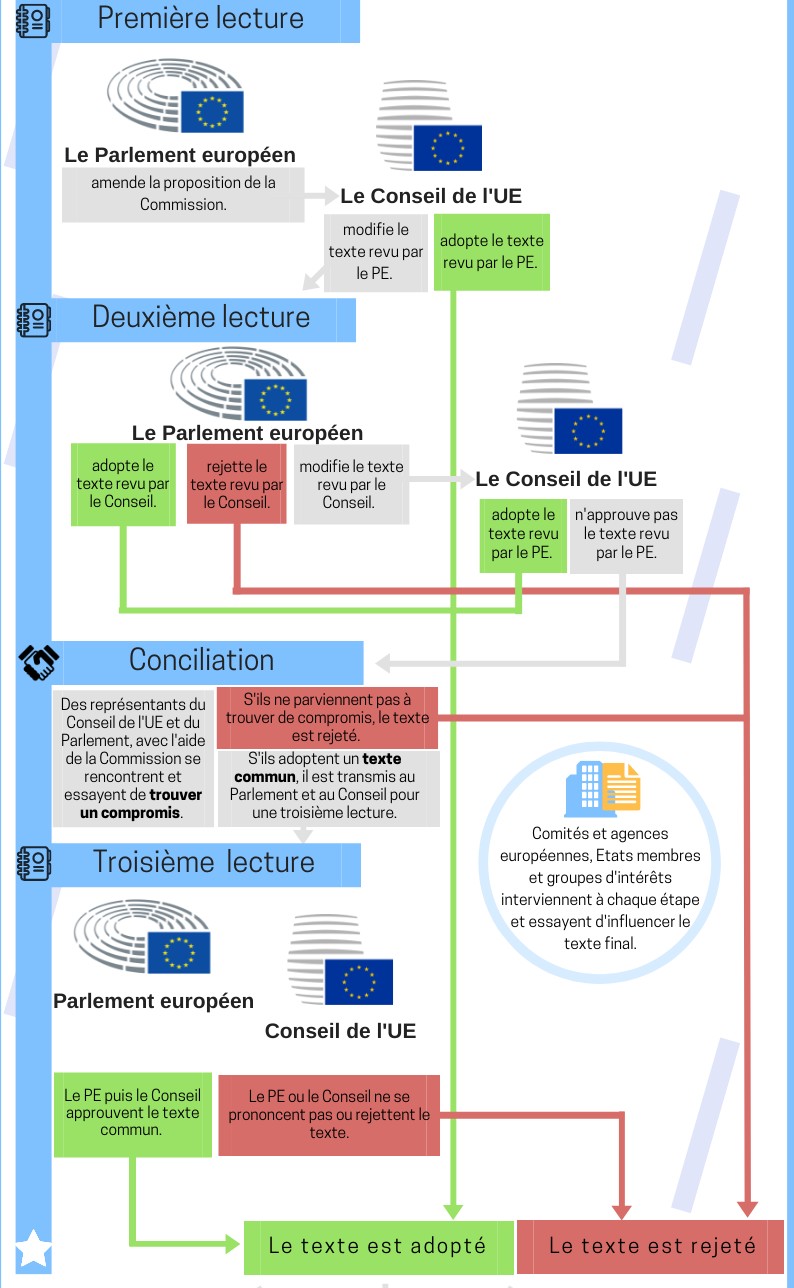 Première lecture
Le Parlement européen
amende la proposition de la
Commission.
Le Conseil de l'UE
modifie le
texte revu par
le PE.
adopte le texte
revu par le PE.
Deuxième lecture
Le Parlement européen
adopte le
texte revu par
le Conseil.
rejette le
texte revu par
le Conseil.
modifie le texte
revu par le
Conseil.
Le Conseil de l'UE
adopte le
texte revu
par le PE.
n'approuve pas
le texte revu
par le PE.
Conciliation
Des représentants du
Conseil de l'UE et du
Parlement, avec l'aide
de la Commission se
rencontrent et
essayent de trouver
un compromis.
S'ils ne parviennent pas à
trouver de compromis, le texte
est rejeté.
S'ils adoptent un texte
commun, il est transmis au
Parlement et au Conseil pour
une troisième lecture.
Comités et agences
européennes, Etats membres
et groupes d'intérêts
interviennent à chaque étape
et essayent d'influencer le
texte final.
Troisième lecture
Parlement européen
Conseil de l'UE
Le PE puis le Conseil
approuvent le texte
commun.
Le PE ou le Conseil ne se
prononcent pas ou rejettent le
texte.
Le texte est adopté
Le texte est rejeté